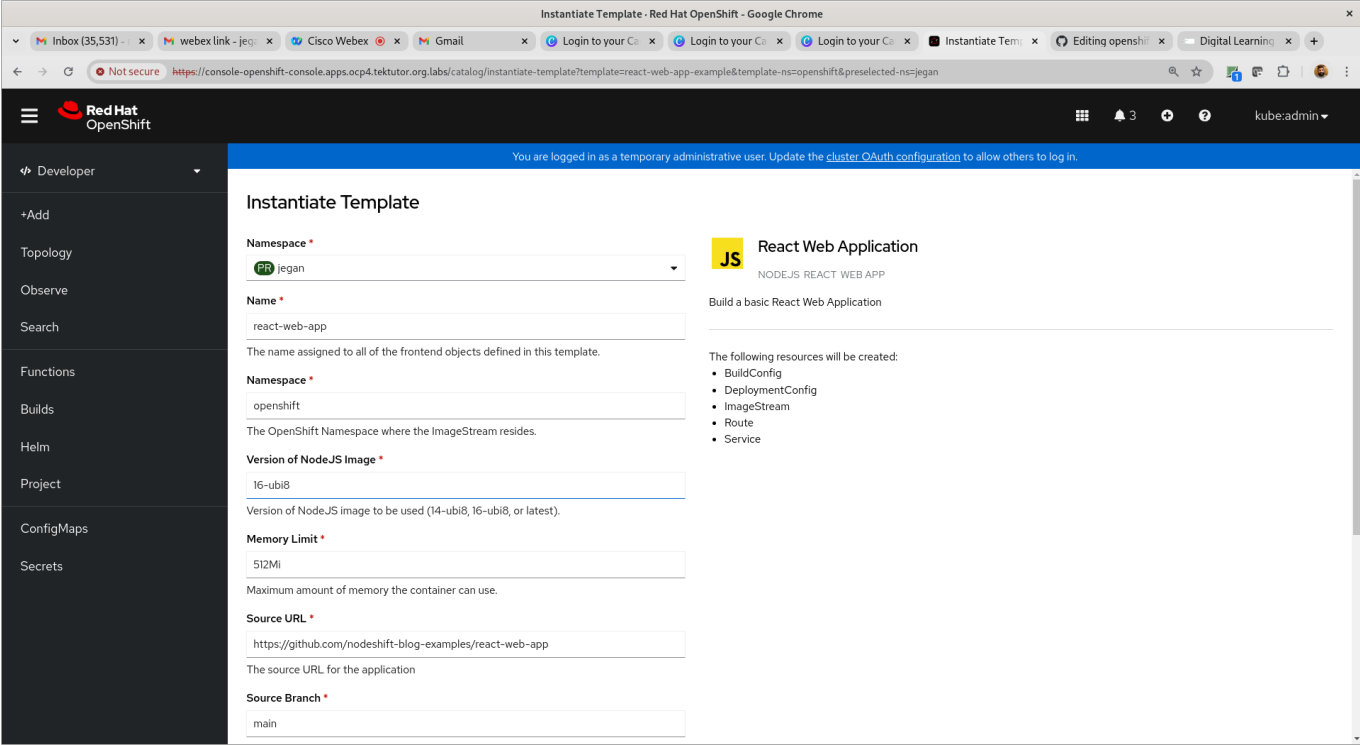 Instantiate Template · Red Hat OpenShift - Google Chrome
Inbox (35,531) -
webex link - jega
Cisco Webex
Gmail
Login to your Ca
Login to your Ca
Login to your Ca
Instantiate Temp
Editing openshif
Digital Learning
Not secure
https://console-openshift-console.apps.ocp4.tektutor.org.labs/catalog/instantiate-template?template=react-web-app-example&template-ns=openshift&preselected-ns=jegan
1
Red Hat
OpenShift
3
kube:admin
You are logged in as a temporary administrative user. Update the cluster OAuth configuration to allow others to log in.
Developer
+Add
Topology
Observe
Search
Functions
Builds
Helm
Project
ConfigMaps
Secrets
Instantiate Template
Namespace *
PR jegan
Name *
react-web-app
The name assigned to all of the frontend objects defined in this template.
Namespace *
openshift
The OpenShift Namespace where the ImageStream resides.
Version of NodeJS Image *
16-ubi8
Version of NodeJS image to be used (14-ubi8, 16-ubi8, or latest).
Memory Limit *
512Mi
Maximum amount of memory the container can use.
Source URL *
https://github.com/nodeshift-blog-examples/react-web-app
The source URL for the application
Source Branch *
main
JS
React Web Application
NODEJS REACT WEB APP
Build a basic React Web Application
The following resources will be created:
• BuildConfig
• DeploymentConfig
• ImageStream
• Route
• Service